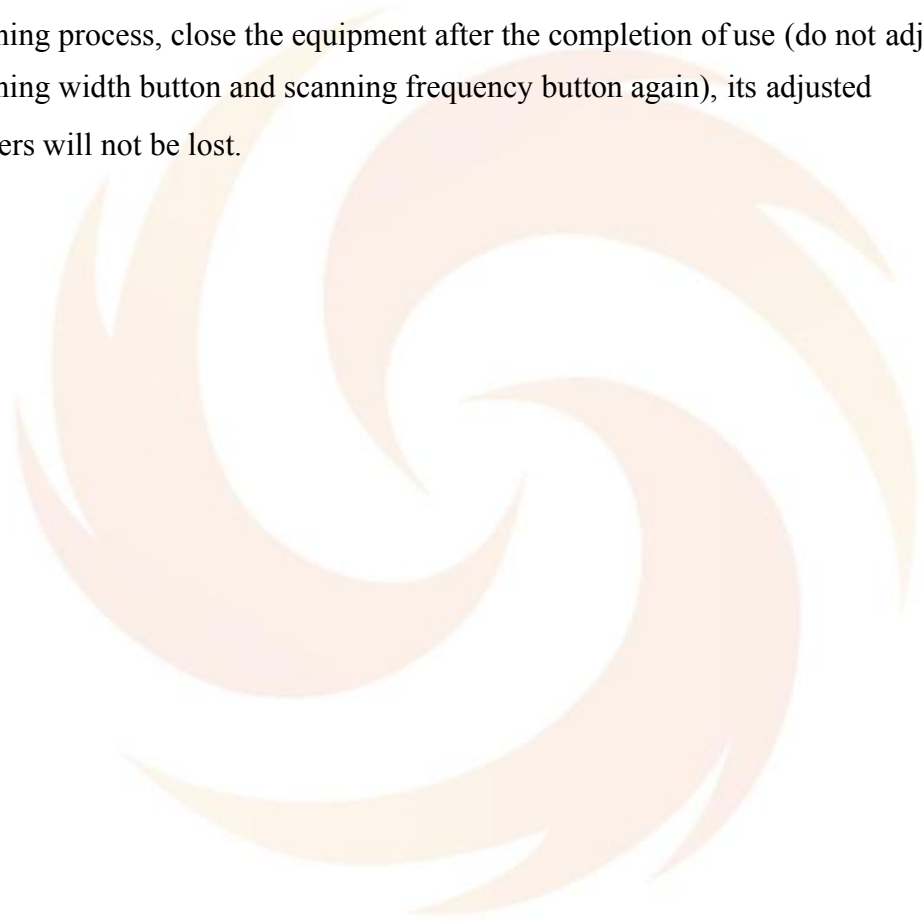 ning process, close the equipment after the completion of use (do not adj
ning width button and scanning frequency button again), its adjusted
ers will not be lost.